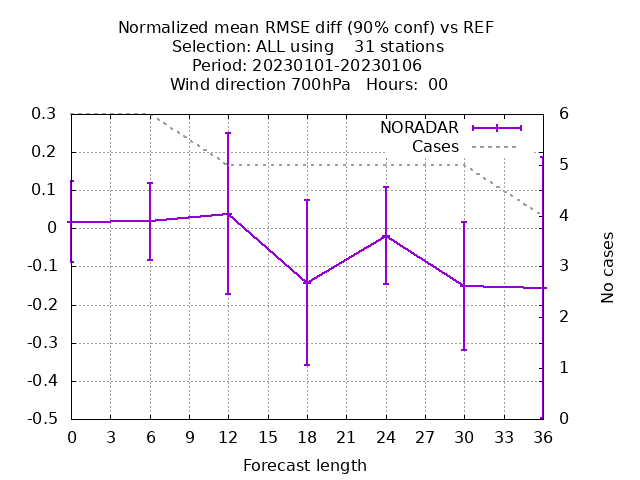 Normalized mean RMSE diff (90% conf) vs REF
Selection: ALL using    31 stations
Period: 20230101-20230106
Wind direction 700hPa   Hours:  00
NORADAR
Cases
0.3
0.2
0.1
0
-0.1
-0.2
-0.3
-0.4
-0.5
6
5
4
3
2
1
0
No cases
0 3 6 9 12 15 18 21 24 27 30 33 36
Forecast length